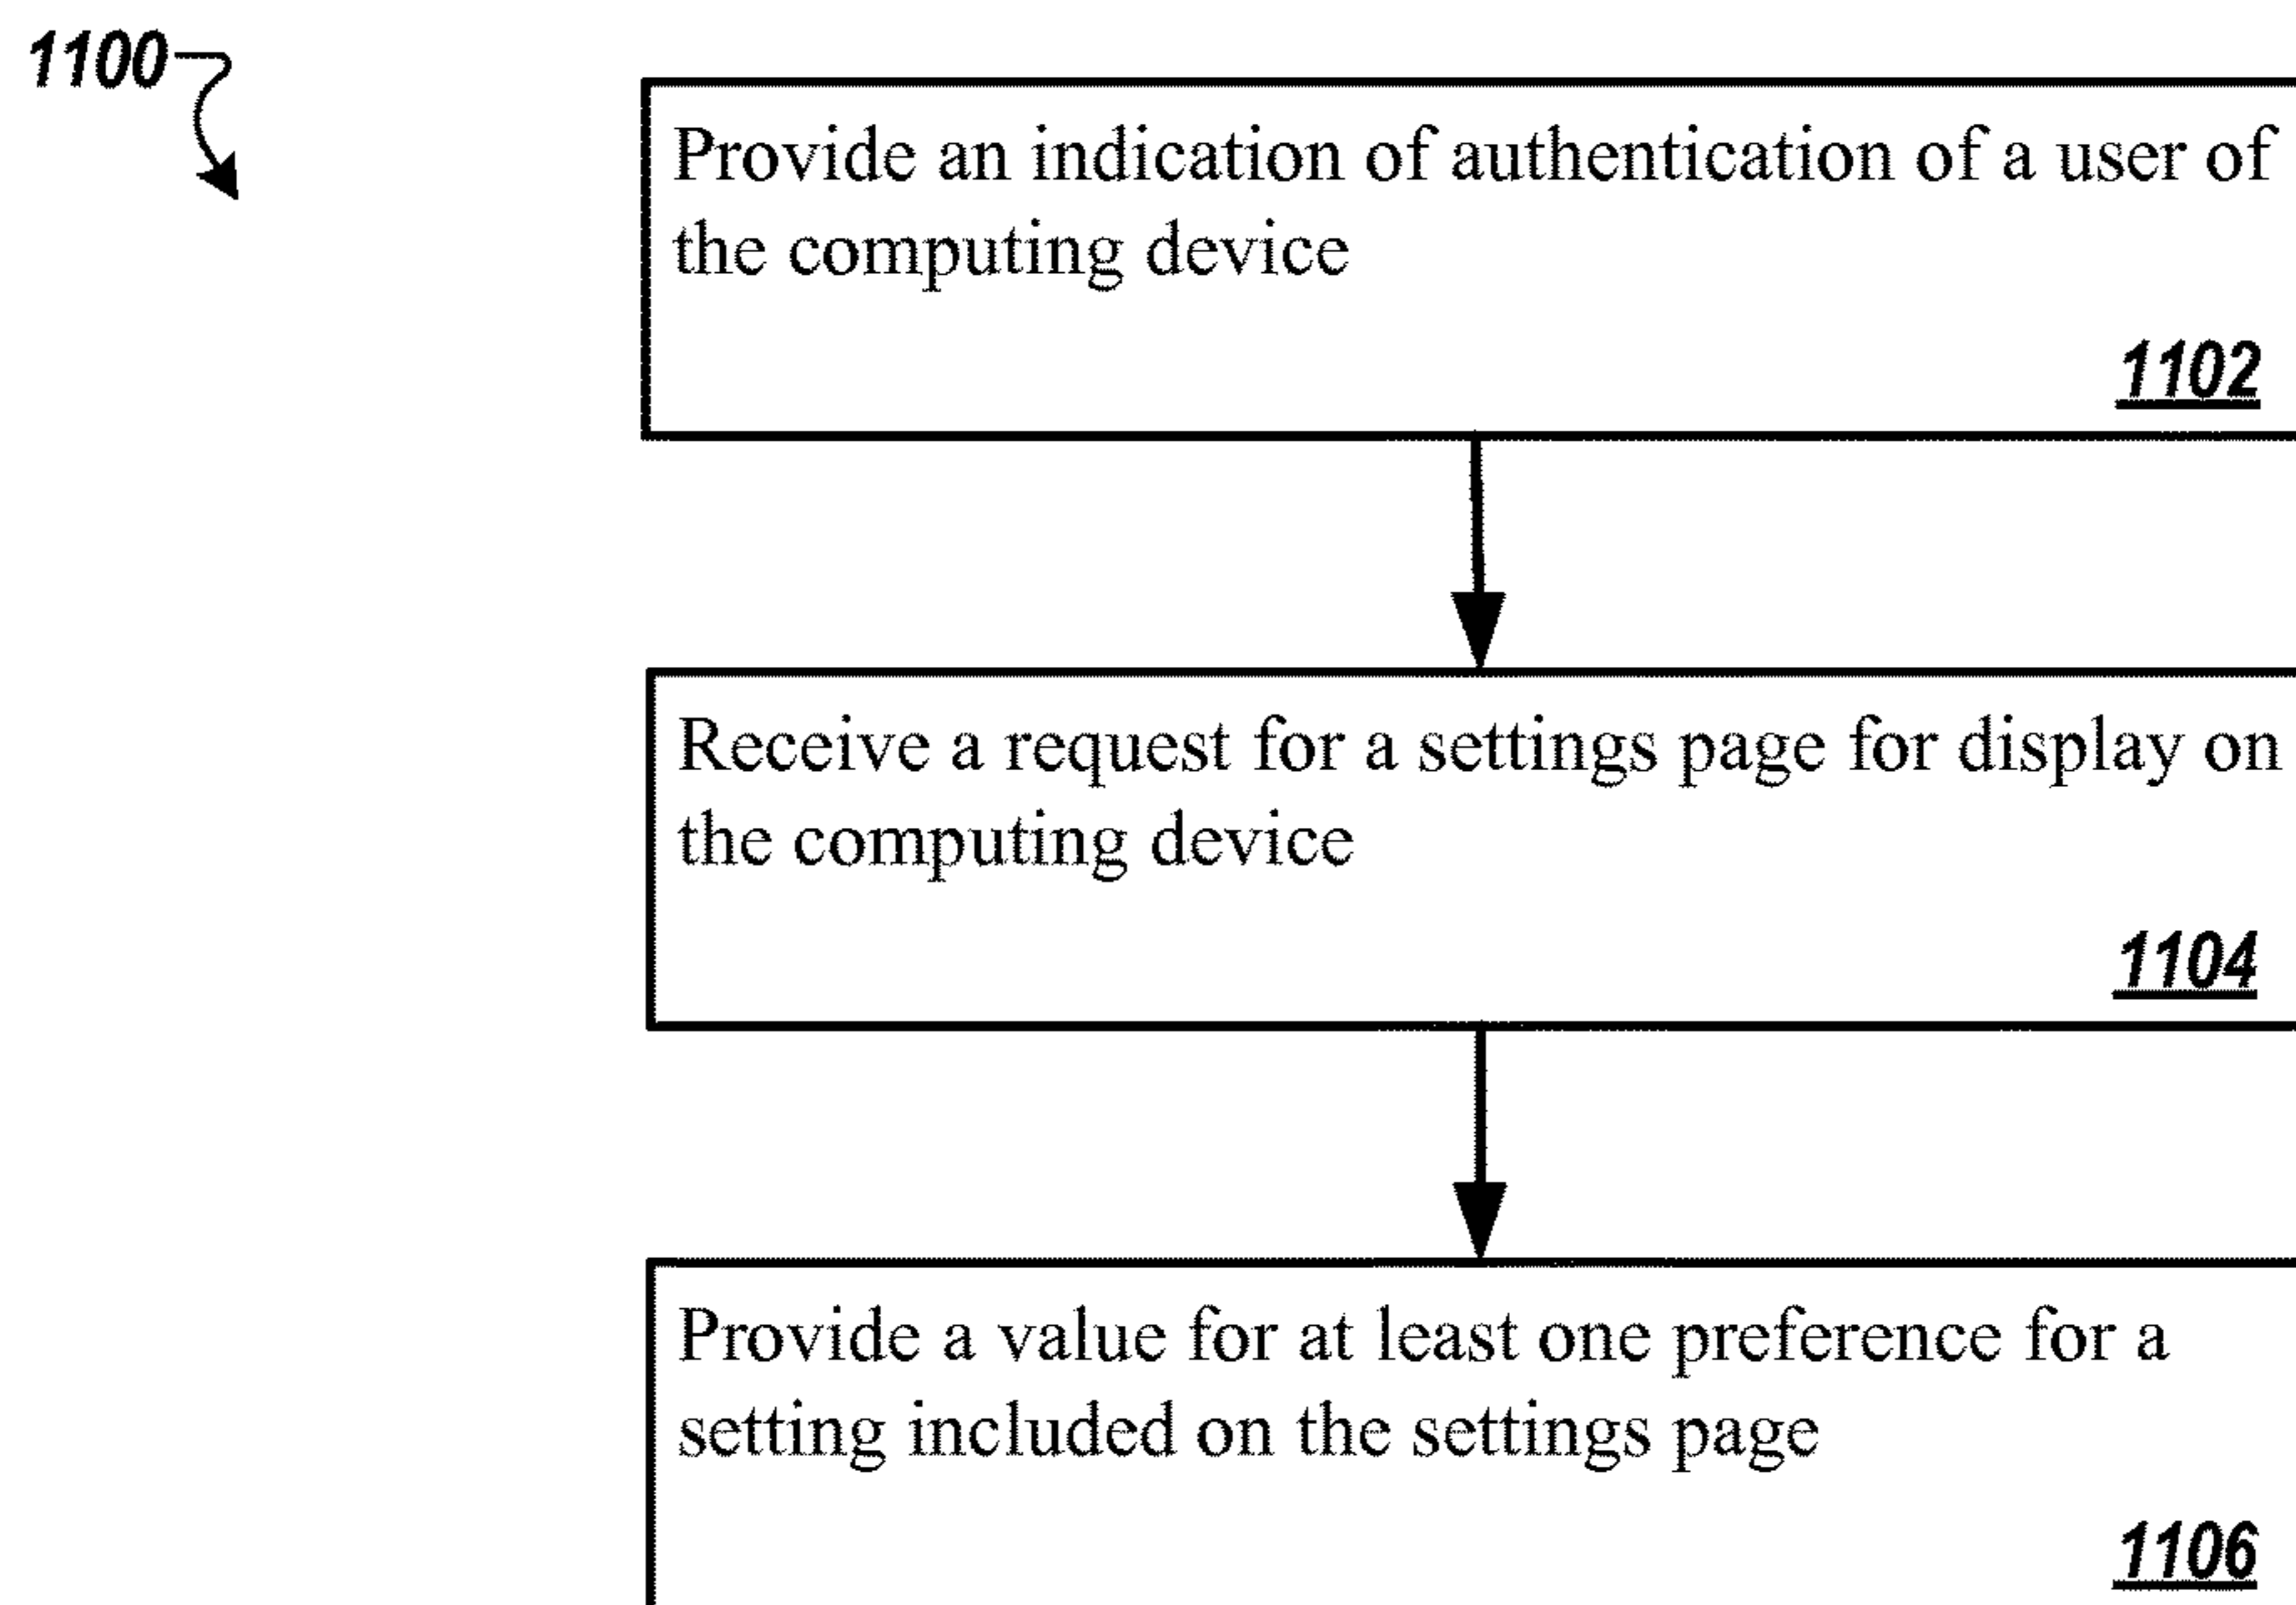 1100
Provide an indication of authentication of a user of
the computing device
1102
Receive a request for a settings page for display on
the computing device
1104
Provide a value for at least one preference for a
setting included on the settings page
1106